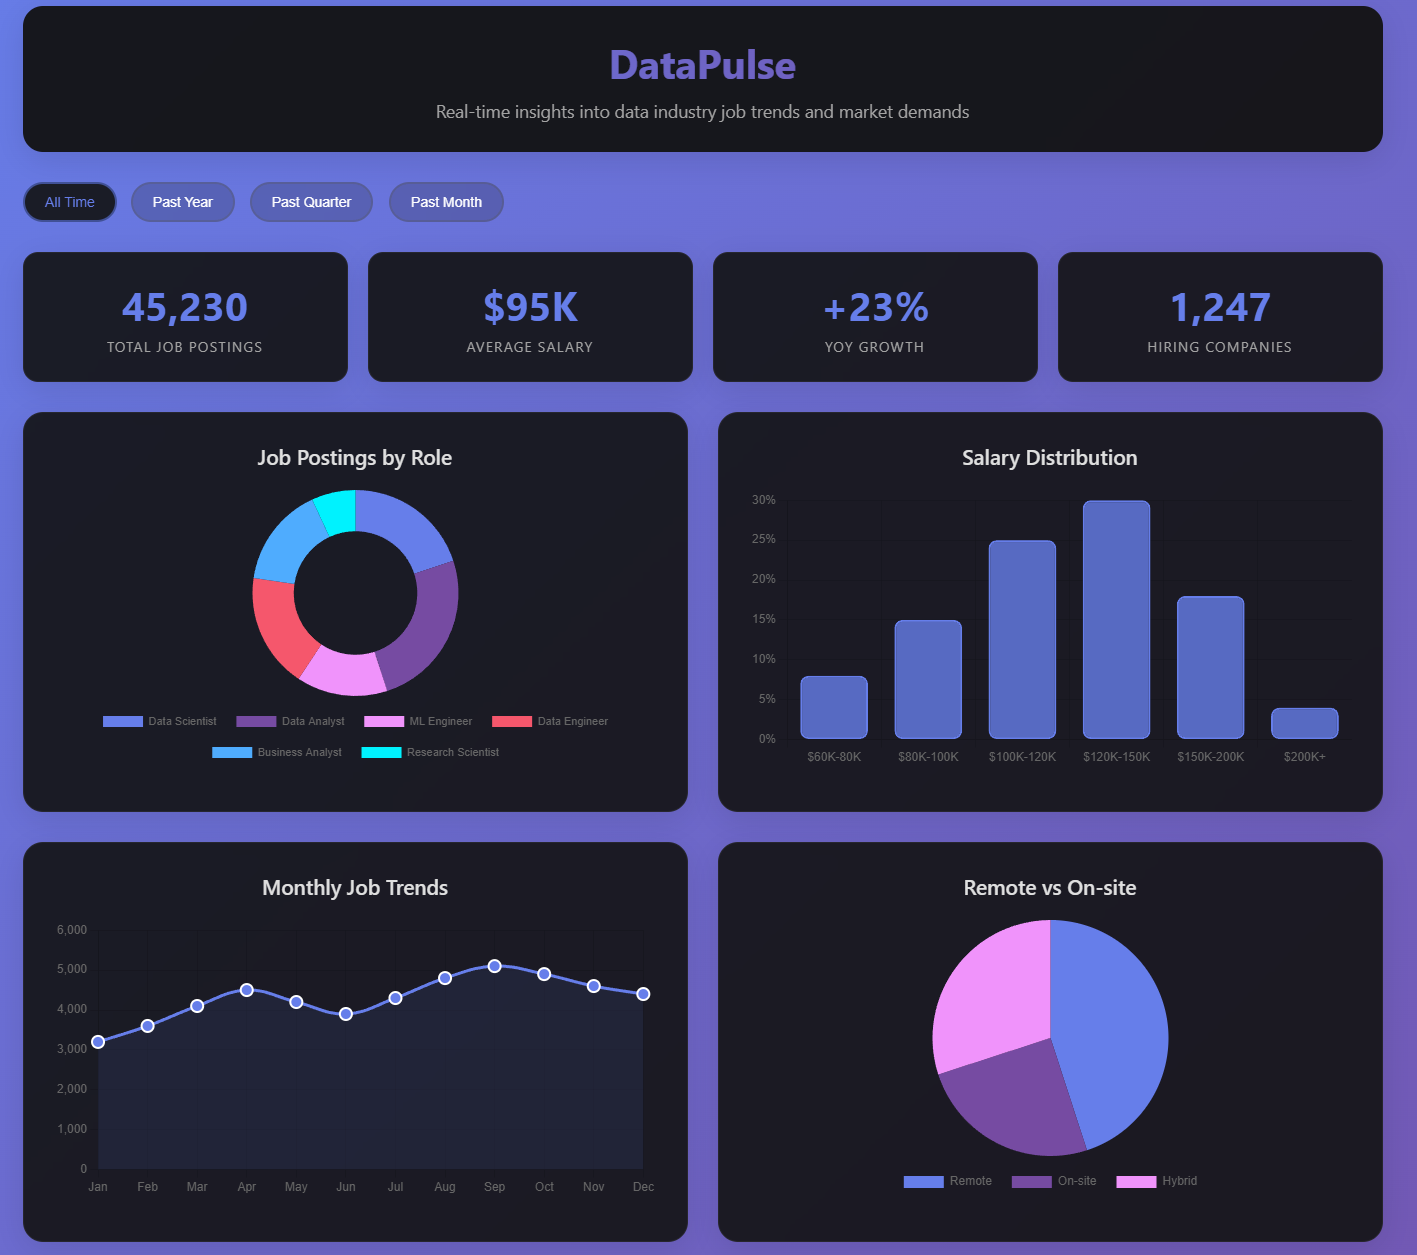 DataPulse
Real-time insights into data industry job trends and market demands
All Time Past Year Past Quarter Past Month
45,230 $95K +23% 1,247
TOTAL JOB POSTINGS AVERAGE SALARY YOY GROWTH HIRING COMPANIES
Job Postings by Role
Data Scientist Data Analyst ML Engineer Data Engineer
Business Analyst Research Scientist
Salary Distribution
30%
25%
20%
15%
10%
5%
0%
$60K-80K $80K-100K $100K-120K $120K-150K $150K-200K $200K+
Monthly Job Trends
6,000
5,000
4,000
3,000
2,000
1,000
0
Jan Feb Mar Apr May Jun Jul Aug Sep Oct Nov Dec
Remote vs On-site
Remote On-site Hybrid